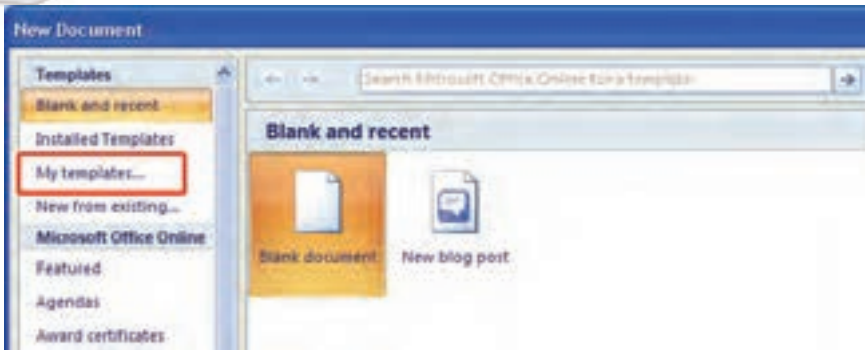 New Document
Templates
Blank and recent
Installed Templates
My templates...
New from existing...
Microsoft Office Online
Featured
Agendas
Award certificates
Search Microsoft Office Online for a template
Blank and recent
Blank document
New blog post